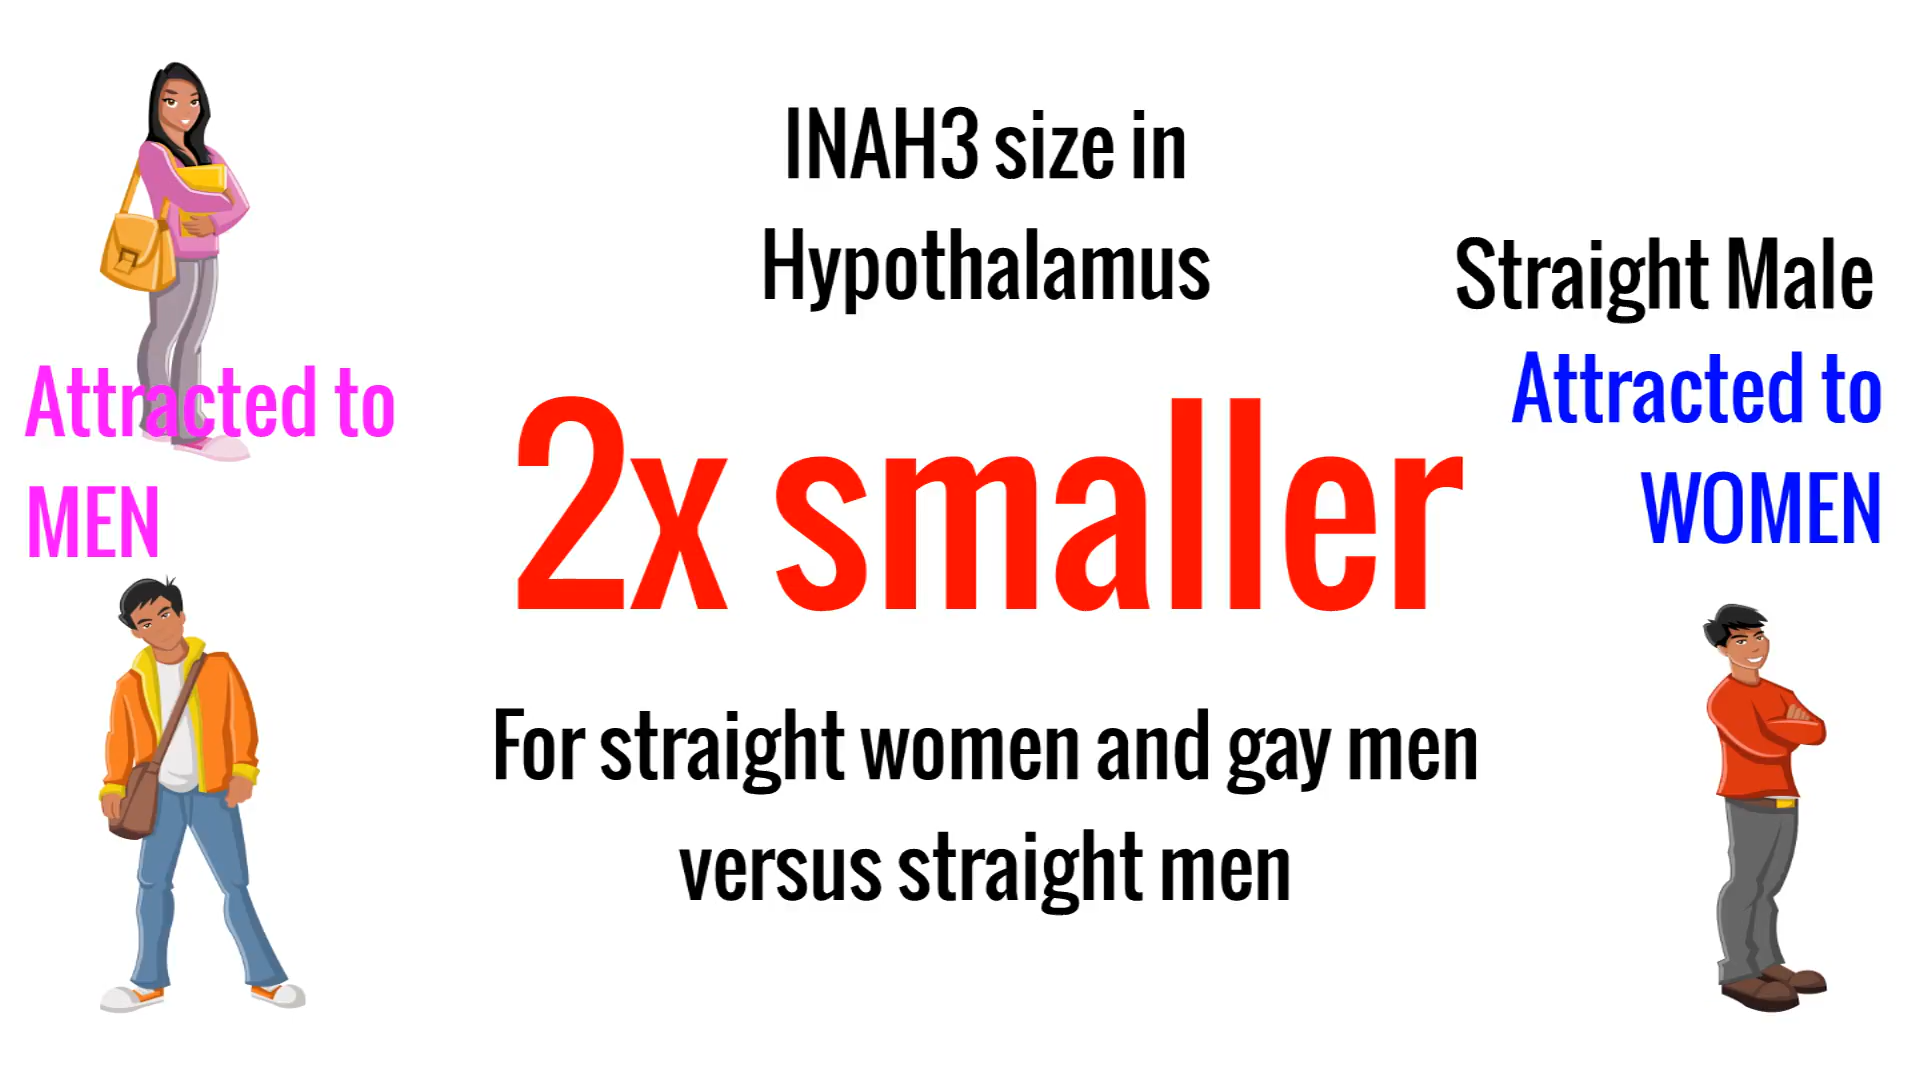 INAH3 size in
Hypothalamus
Straight Male
Attracted to
WOMEN
Attracted to
MEN
2x smaller
For straight women and gay men
versus straight men